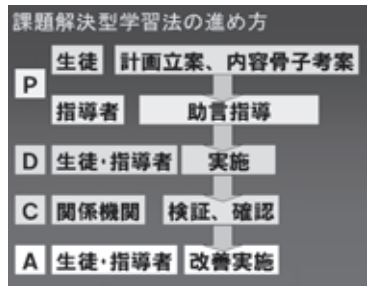 課題解決型学習法の進め方
P 生徒 計画立案、内容骨子考案
指導者 助言指導
D 生徒・指導者 実施
C 関係機関 検証、確認
A 生徒・指導者 改善実施